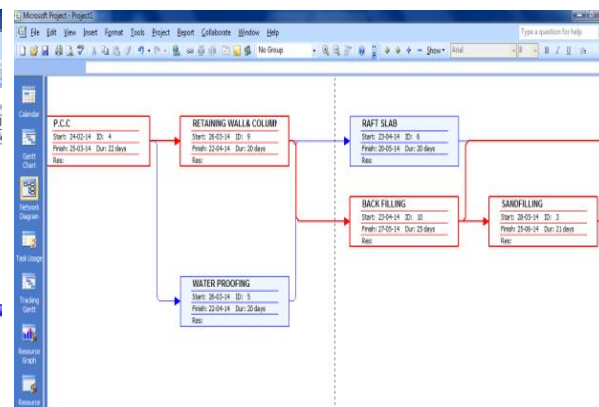 Microsoft Project - Project1
File Edit View Insert Format Tools Project Report Collaborate Window Help
Type a question for help
No Group
Show
Arial
8
B I U
Calendar
Gantt Chart
Network Diagram
Task Usage
Tracking Gantt
Resource Graph
Resource
P.C.C
Start: 24-02-14 ID: 4
Finish: 25-03-14 Dur: 22 days
Res:
RETAINING WALL& COLUMN
Start: 26-03-14 ID: 9
Finish: 22-04-14 Dur: 20 days
Res:
RAFT SLAB
Start: 23-04-14 ID: 6
Finish: 20-05-14 Dur: 20 days
Res:
BACK FILLING
Start: 23-04-14 ID: 10
Finish: 27-05-14 Dur: 25 days
Res:
SANDFILLING
Start: 28-05-14 ID: 3
Finish: 25-06-14 Dur: 21 days
Res:
WATER PROOFING
Start: 26-03-14 ID: 5
Finish: 22-04-14 Dur: 20 days
Res: